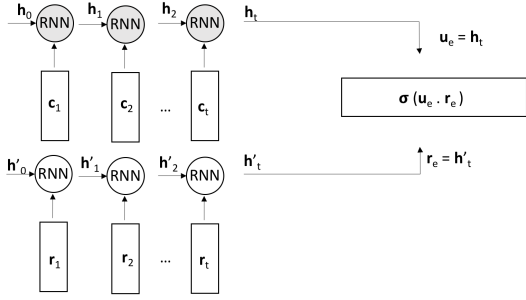 h₀ h₁ h₂ hₜ
RNN RNN RNN
uₑ = hₜ
c₁ c₂ ... cₜ
σ (uₑ . rₑ)
h'₀ h'₁ h'₂ h'ₜ
RNN RNN RNN
rₑ = h'ₜ
r₁ r₂ ... rₜ